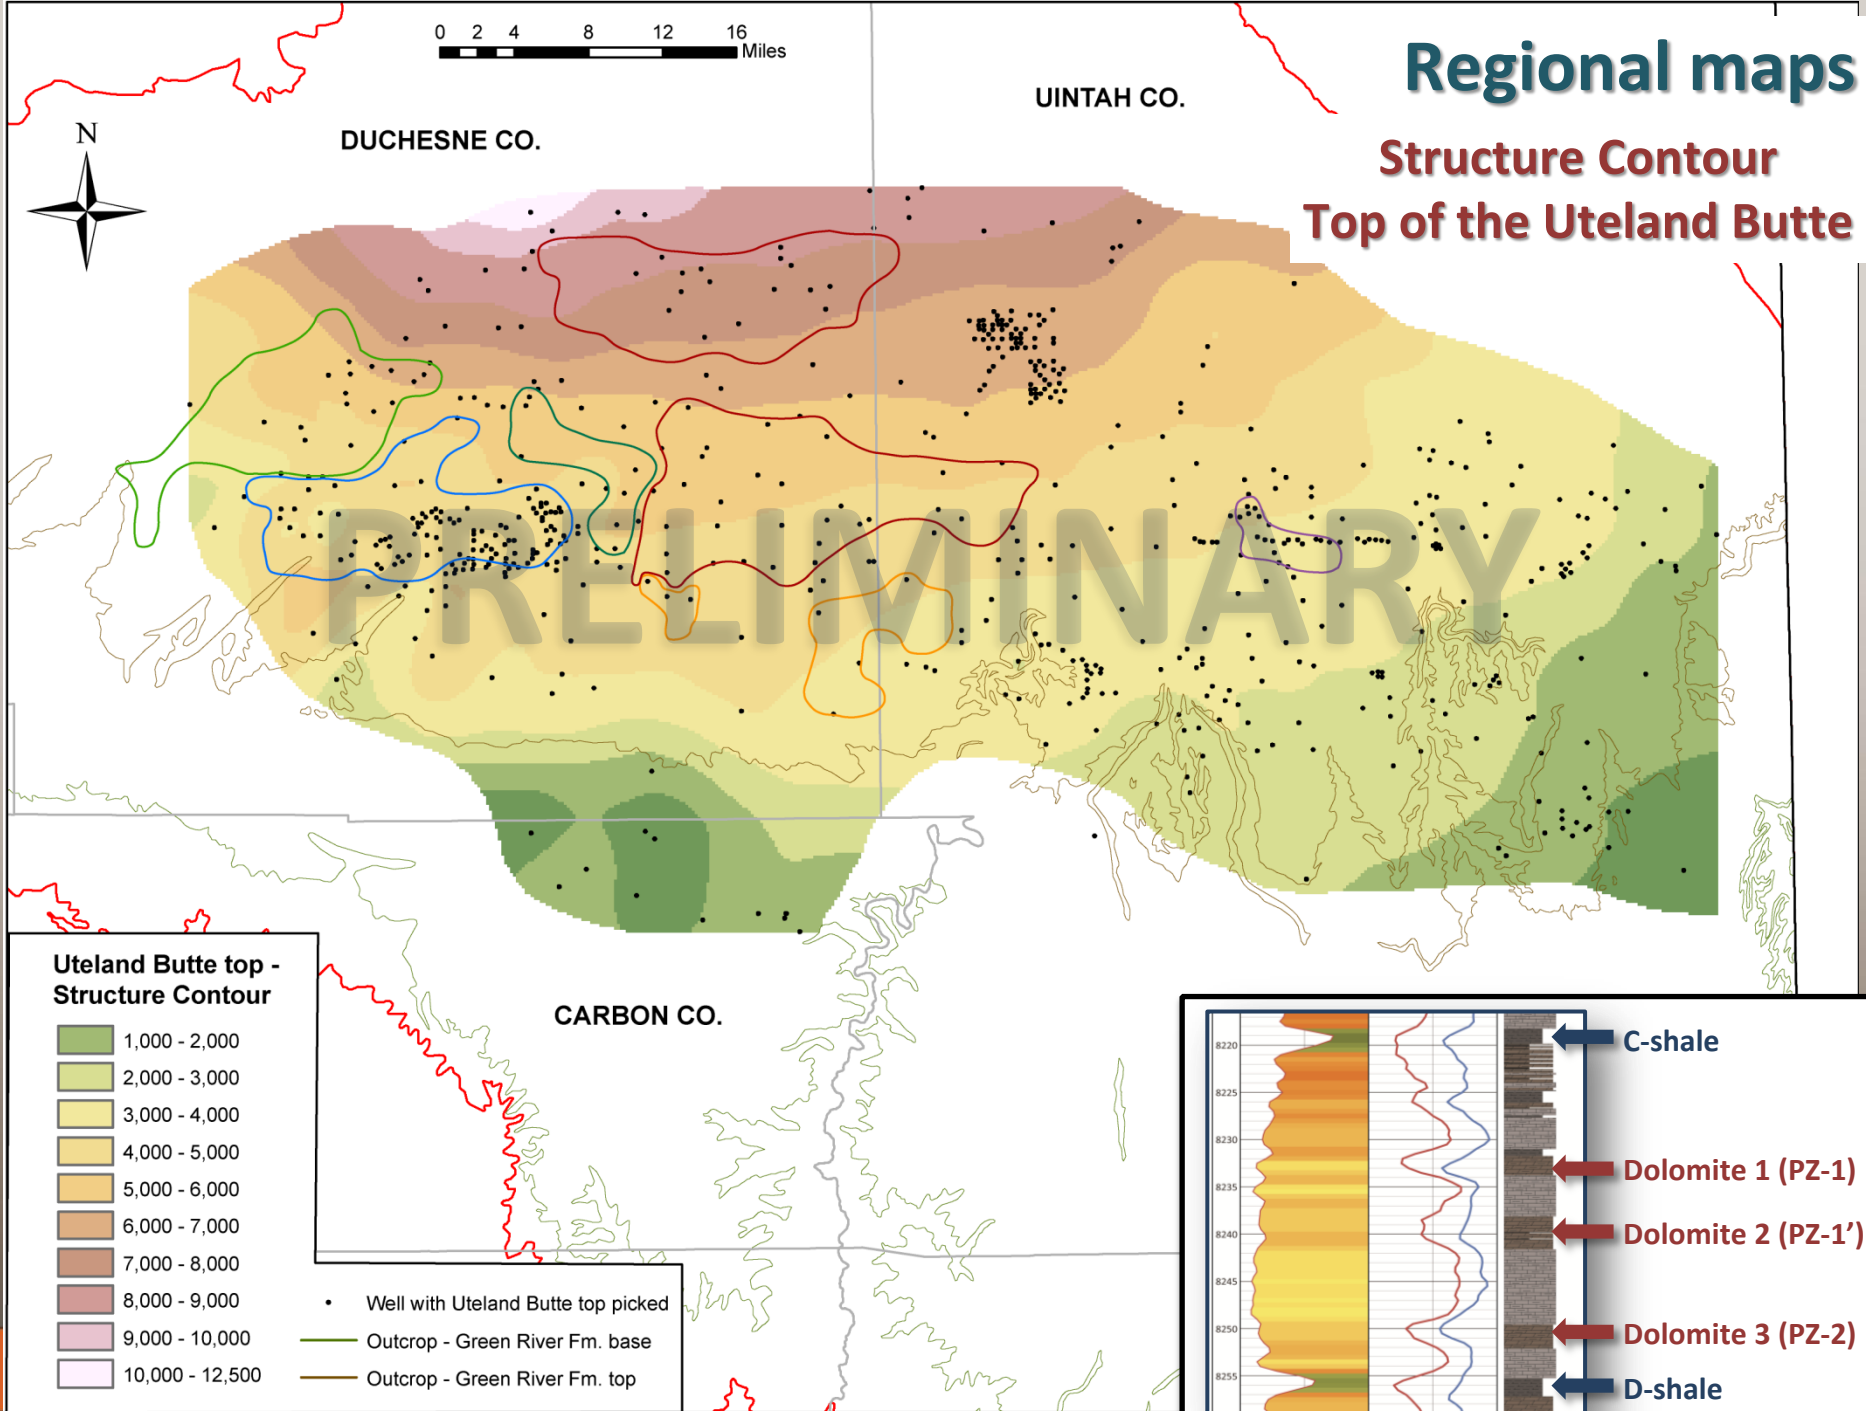 0 2 4 8 12 16
Miles
Regional maps
UINTAH CO.
DUCHESNE CO.
N
Structure Contour
Top of the Uteland Butte
PRELIMINARY
CARBON CO.
Uteland Butte top -
Structure Contour
1,000 - 2,000
2,000 - 3,000
3,000 - 4,000
4,000 - 5,000
5,000 - 6,000
6,000 - 7,000
7,000 - 8,000
8,000 - 9,000
9,000 - 10,000
10,000 - 12,500
Well with Uteland Butte top picked
Outcrop - Green River Fm. base
Outcrop - Green River Fm. top
8220
8225
8230
8235
8240
8245
8250
8255
C-shale
Dolomite 1 (PZ-1)
Dolomite 2 (PZ-1’)
Dolomite 3 (PZ-2)
D-shale